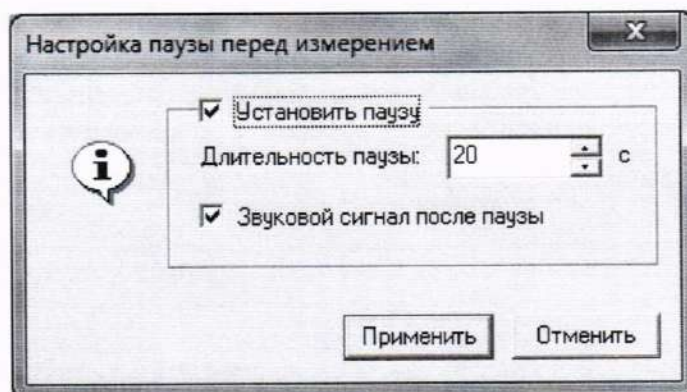 Настройка паузы перед измерением
Установить паузу
Длительность паузы: 20 с
Звуковой сигнал после паузы
Применить Отменить